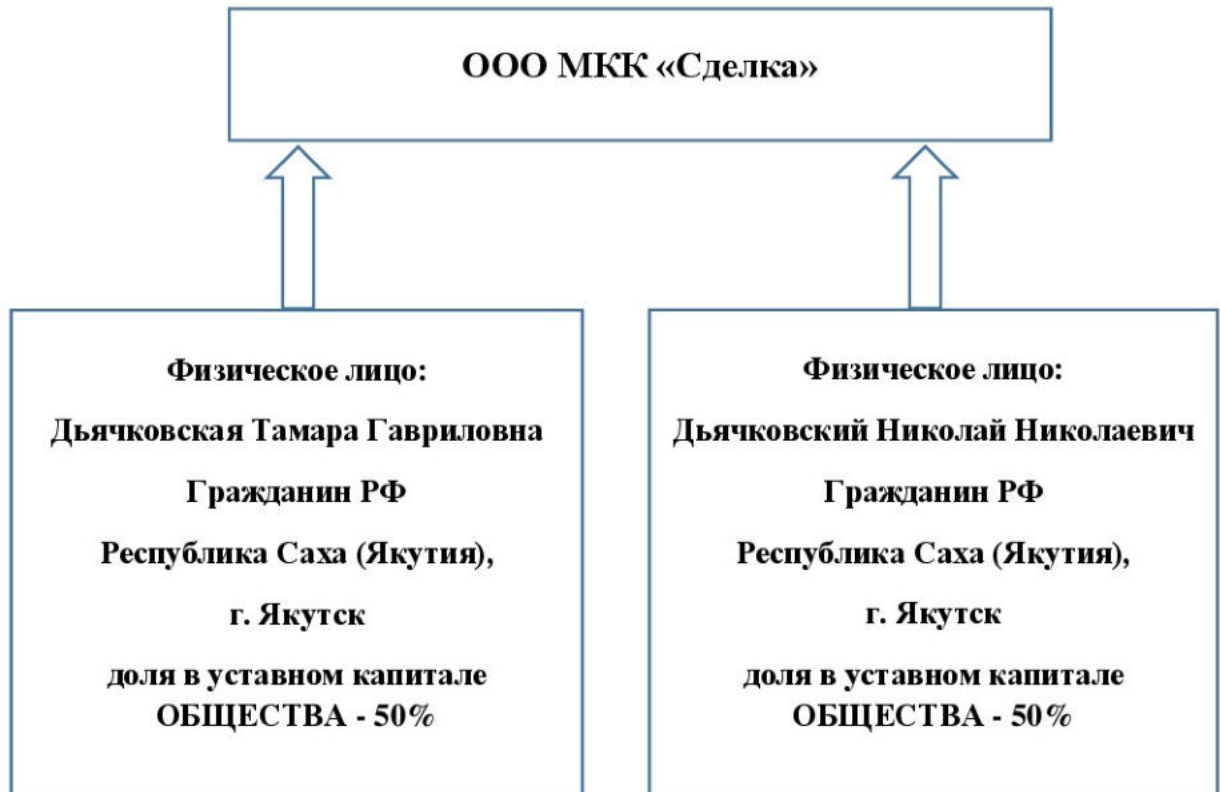 ООО МКК «Сделка»
Физическое лицо:
Дьячковская Тамара Гавриловна
Гражданин РФ
Республика Саха (Якутия),
г. Якутск
доля в уставном капитале
ОБЩЕСТВА - 50%
Физическое лицо:
Дьячковский Николай Николаевич
Гражданин РФ
Республика Саха (Якутия),
г. Якутск
доля в уставном капитале
ОБЩЕСТВА - 50%